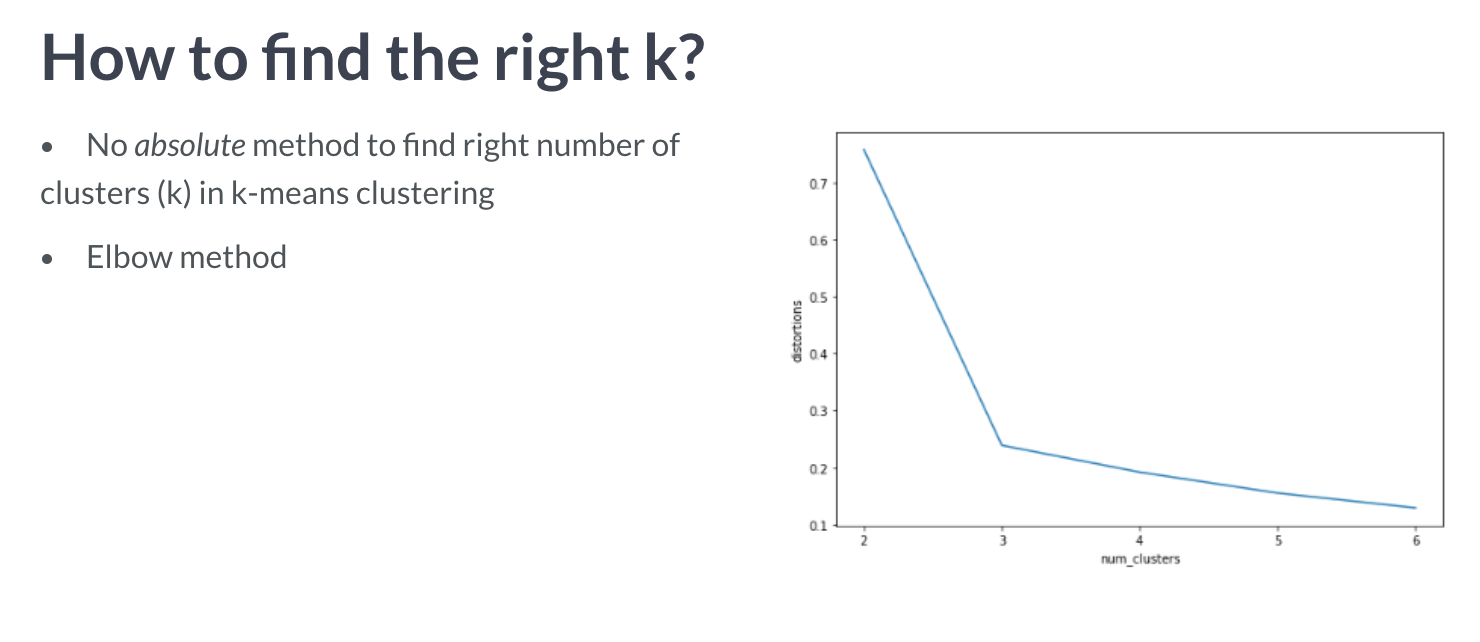 How to find the right k?
• No absolute method to find right number of
clusters (k) in k-means clustering
• Elbow method
0.7
0.6
0.5
0.4
0.3
0.2
0.1
distortions
2 3 4 5 6
num_clusters